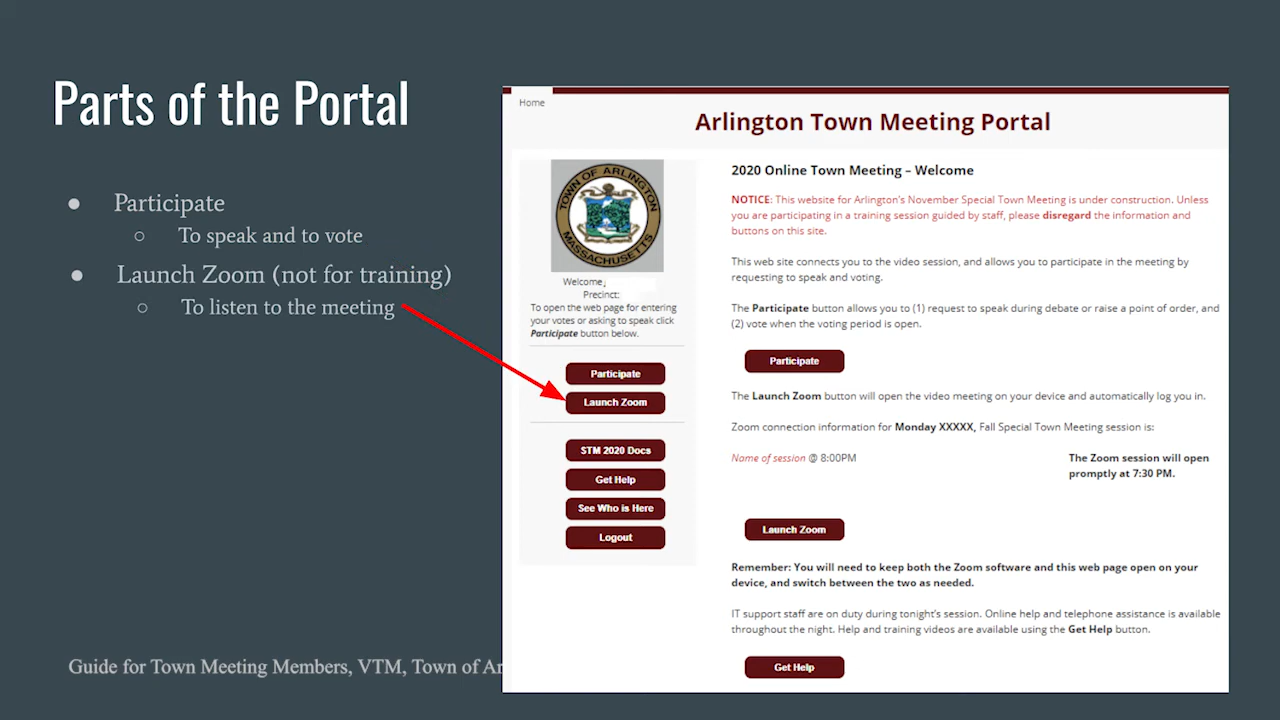 Parts of the Portal
● Participate
○ To speak and to vote
● Launch Zoom (not for training)
○ To listen to the meeting
Guide for Town Meeting Members, VTM, Town of Ar
Home
Arlington Town Meeting Portal
TOWN OF ARLINGTON
MASSACHUSETTS
Welcome,
Precinct:
To open the web page for entering
your votes or asking to speak click
Participate button below.
Participate
Launch Zoom
STM 2020 Docs
Get Help
See Who is Here
Logout
2020 Online Town Meeting – Welcome
NOTICE: This website for Arlington's November Special Town Meeting is under construction. Unless
you are participating in a training session guided by staff, please disregard the information and
buttons on this site.
This web site connects you to the video session, and allows you to participate in the meeting by
requesting to speak and voting.
The Participate button allows you to (1) request to speak during debate or raise a point of order, and
(2) vote when the voting period is open.
Participate
The Launch Zoom button will open the video meeting on your device and automatically log you in.
Zoom connection information for Monday XXXXX, Fall Special Town Meeting session is:
Name of session @ 8:00PM
The Zoom session will open
promptly at 7:30 PM.
Launch Zoom
Remember: You will need to keep both the Zoom software and this web page open on your
device, and switch between the two as needed.
IT support staff are on duty during tonight's session. Online help and telephone assistance is available
throughout the night. Help and training videos are available using the Get Help button.
Get Help